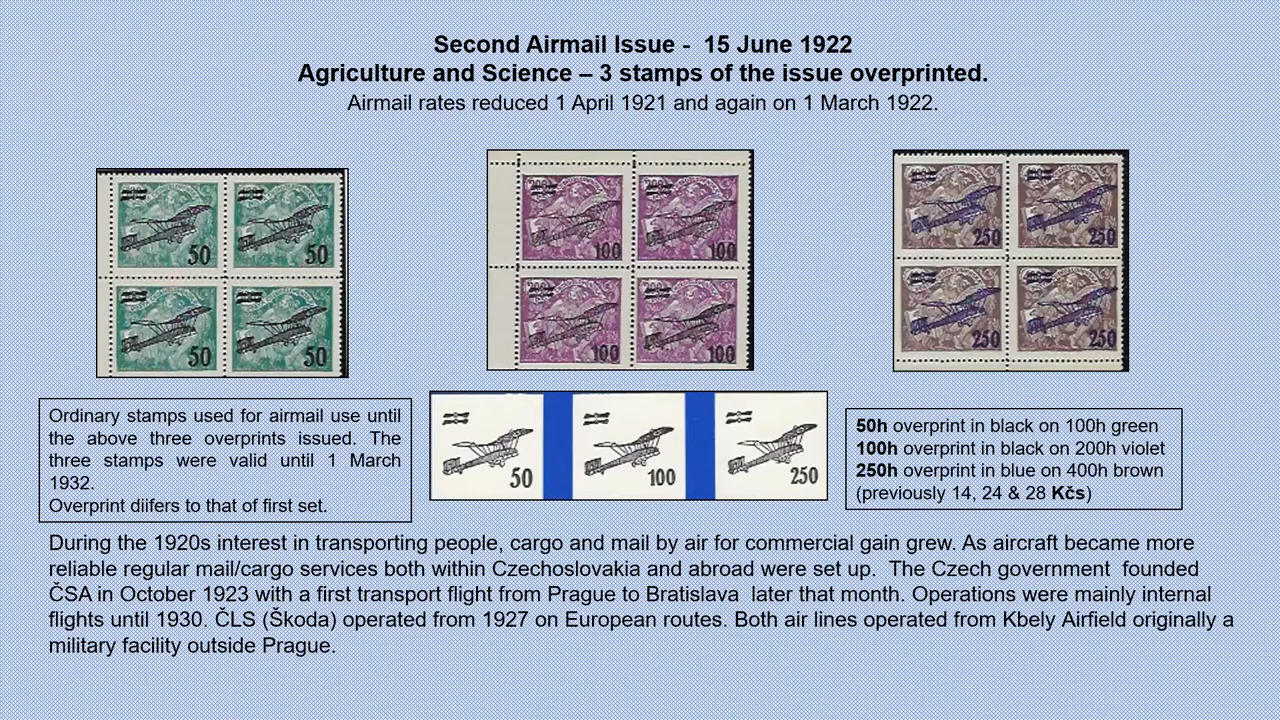 Second Airmail Issue -  15 June 1922
Agriculture and Science – 3 stamps of the issue overprinted.
Airmail rates reduced 1 April 1921 and again on 1 March 1922.
50 50
50 50
100 100
100 100
250 250
250 250
Ordinary stamps used for airmail use until
the above three overprints issued. The
three stamps were valid until 1 March
1932.
Overprint diifers to that of first set.
50 100 250
50h overprint in black on 100h green
100h overprint in black on 200h violet
250h overprint in blue on 400h brown
(previously 14, 24 & 28 Kčs)
During the 1920s interest in transporting people, cargo and mail by air for commercial gain grew. As aircraft became more
reliable regular mail/cargo services both within Czechoslovakia and abroad were set up.  The Czech government  founded
ČSA in October 1923 with a first transport flight from Prague to Bratislava  later that month. Operations were mainly internal
flights until 1930. ČLS (Škoda) operated from 1927 on European routes. Both air lines operated from Kbely Airfield originally a
military facility outside Prague.